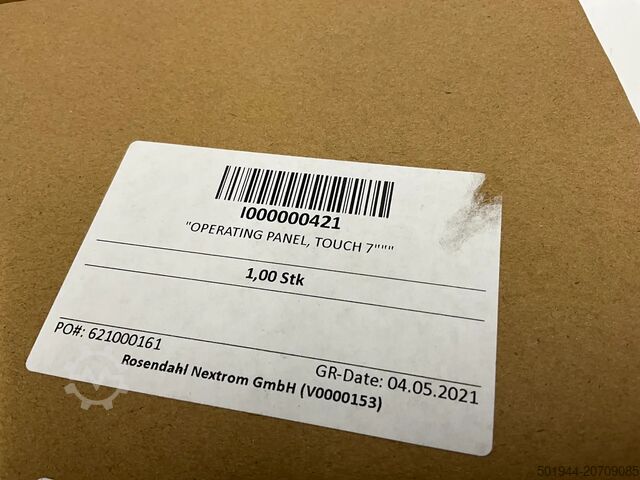 I000000421
"OPERATING PANEL, TOUCH 7"""
1,00 Stk
PO#: 621000161
GR-Date: 04.05.2021
Rosendahl Nextrom GmbH (V0000153)
501944-20709085